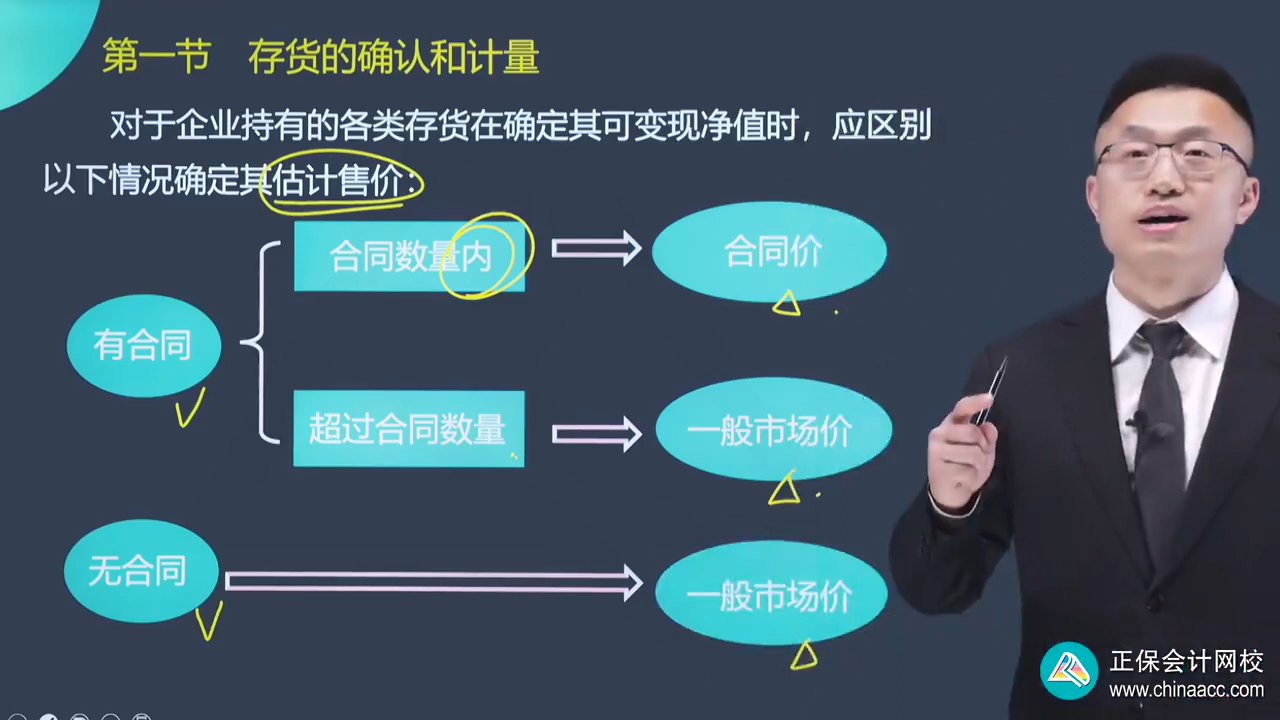 第一节 存货的确认和计量
对于企业持有的各类存货在确定其可变现净值时，应区别
以下情况确定其估计售价：
合同数量内
合同价
有合同
超过合同数量
一般市场价
无合同
一般市场价
正保会计网校
www.chinaacc.com